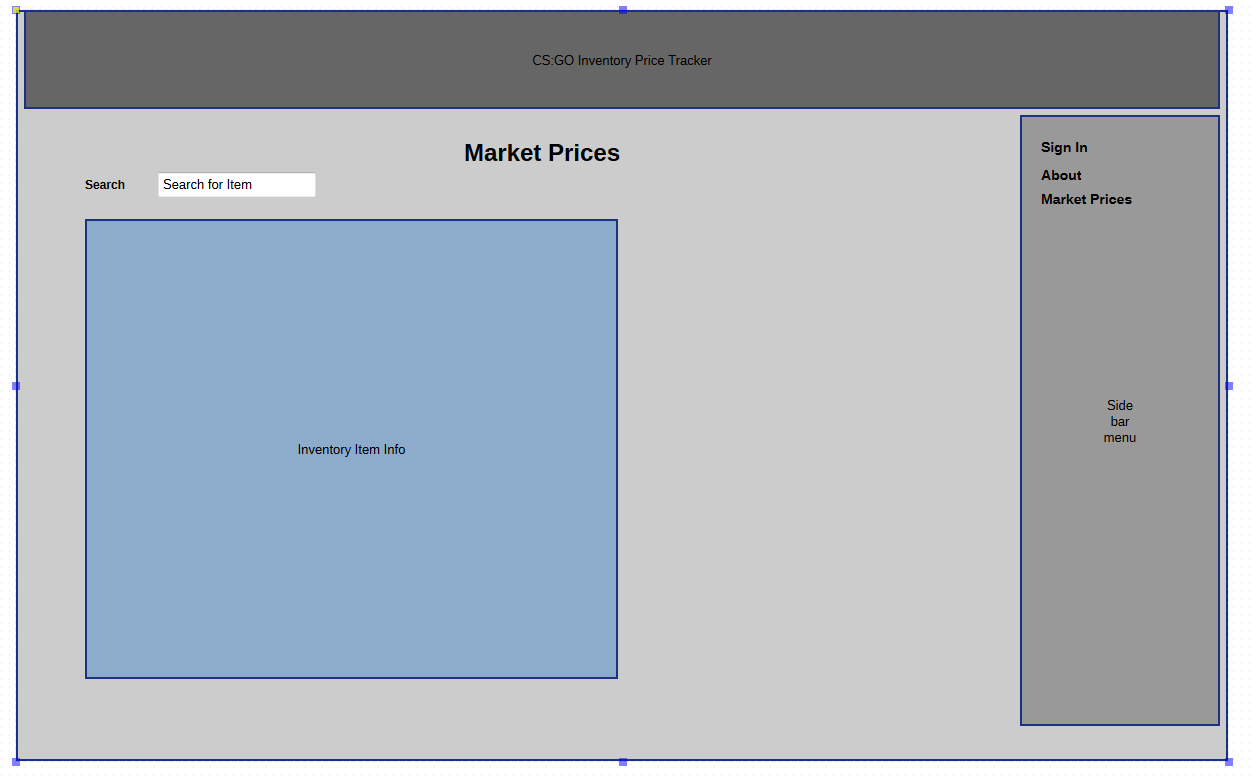 CS:GO Inventory Price Tracker
Market Prices
Search
Search for Item
Inventory Item Info
Sign In
About
Market Prices
Side
bar
menu